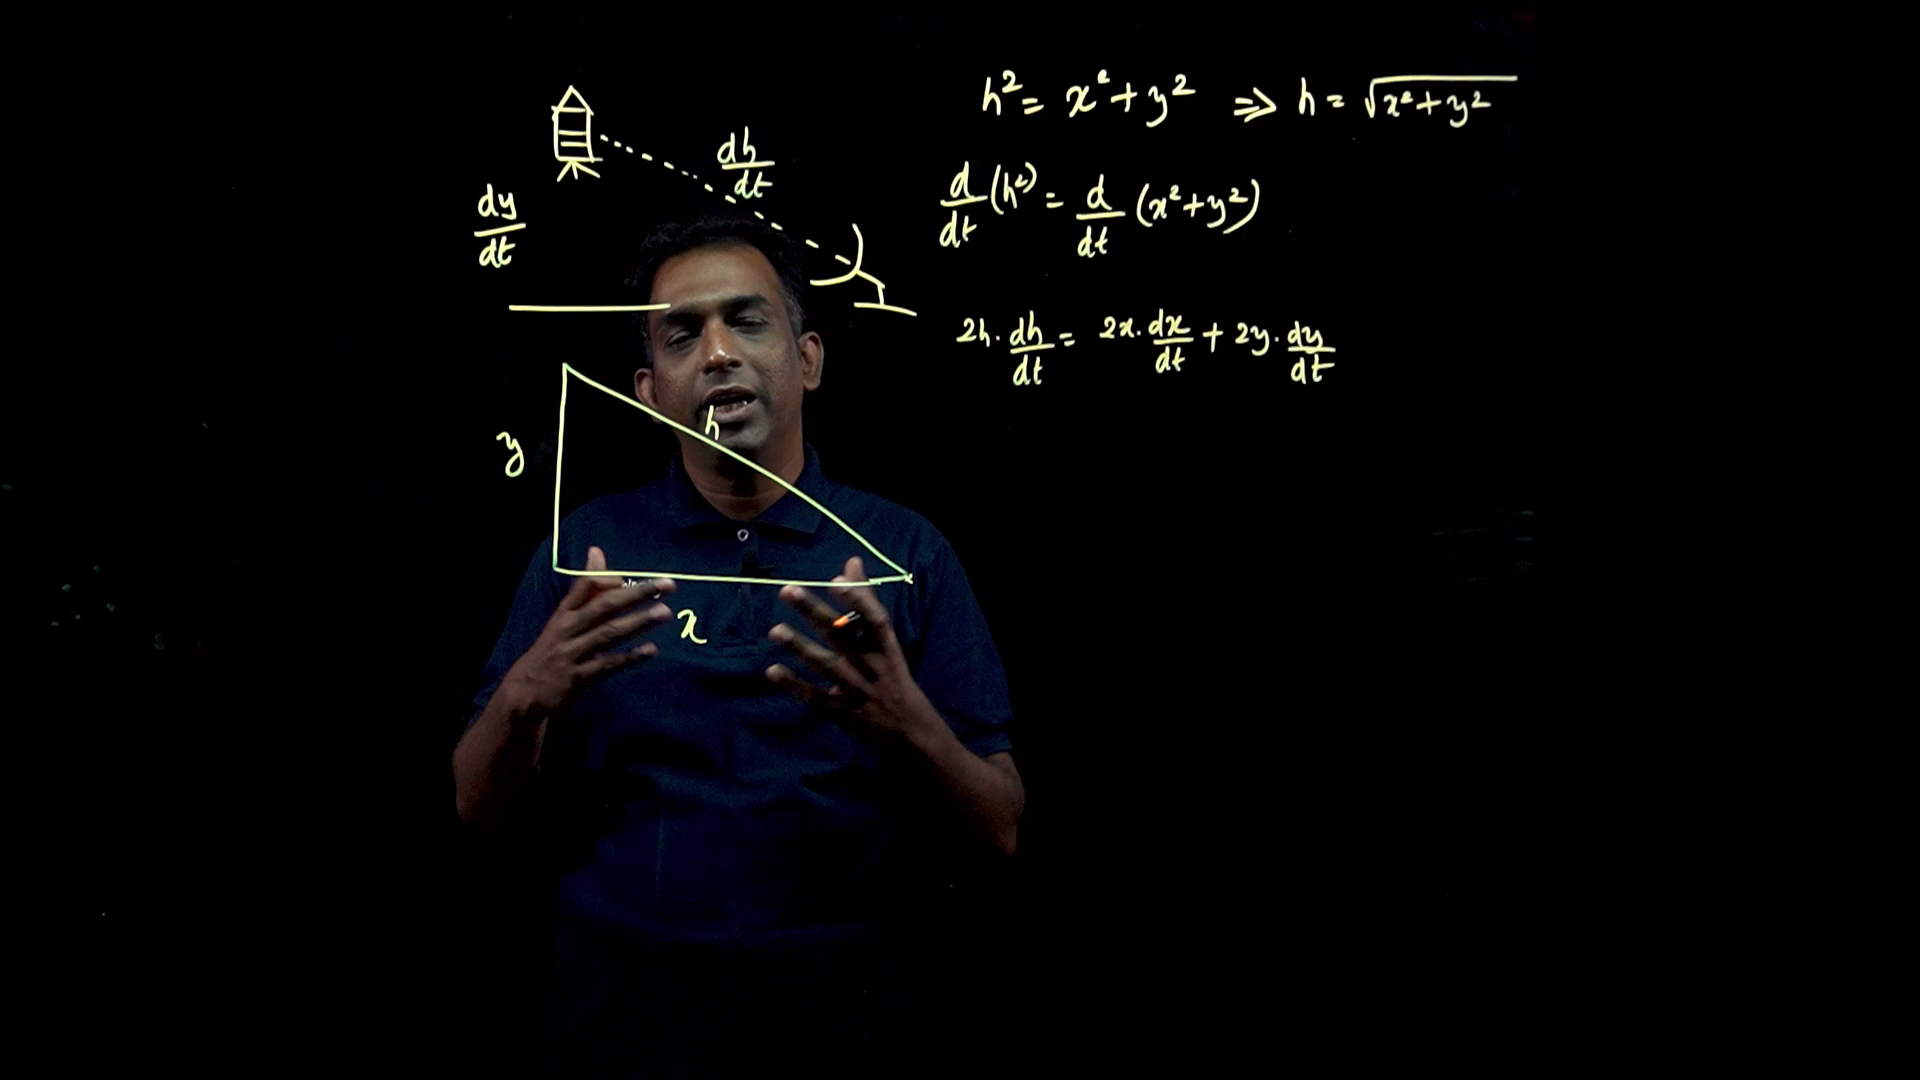 h² = x² + y² ⇒ h = √(x² + y²)
d/dt (h²) = d/dt (x² + y²)
2h · dh/dt = 2x · dx/dt + 2y · dy/dt
dh/dt
dy/dt
h
y
x